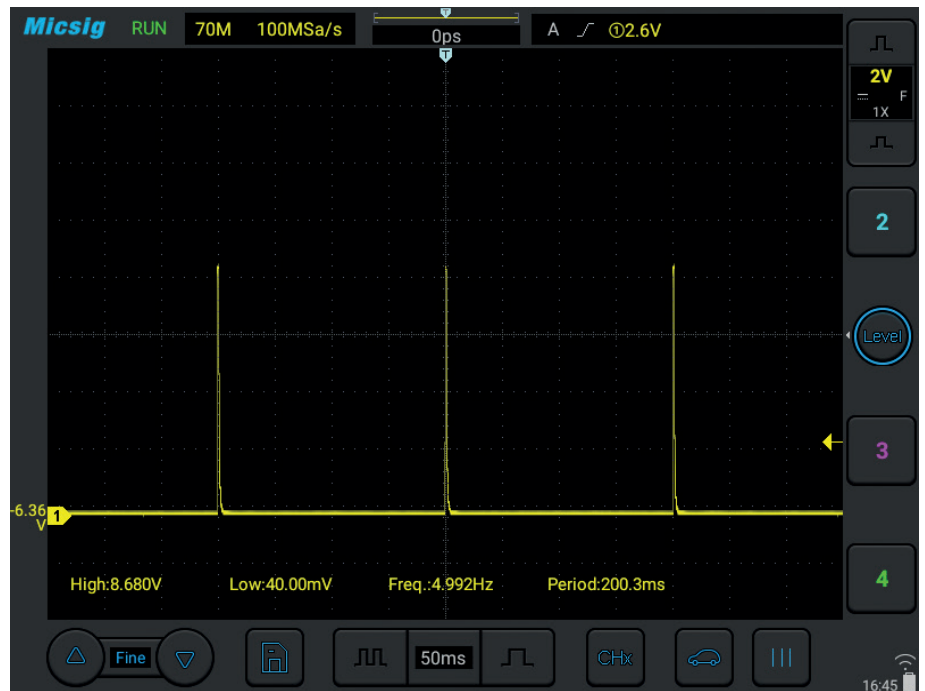 Micsig RUN 70M 100MSa/s 0ps A ①2.6V
T
T
2V
F
1X
2
Level
3
-6.36
V
1
High:8.680V Low:40.00mV Freq.:4.992Hz Period:200.3ms
4
Fine 50ms CHx
16:45